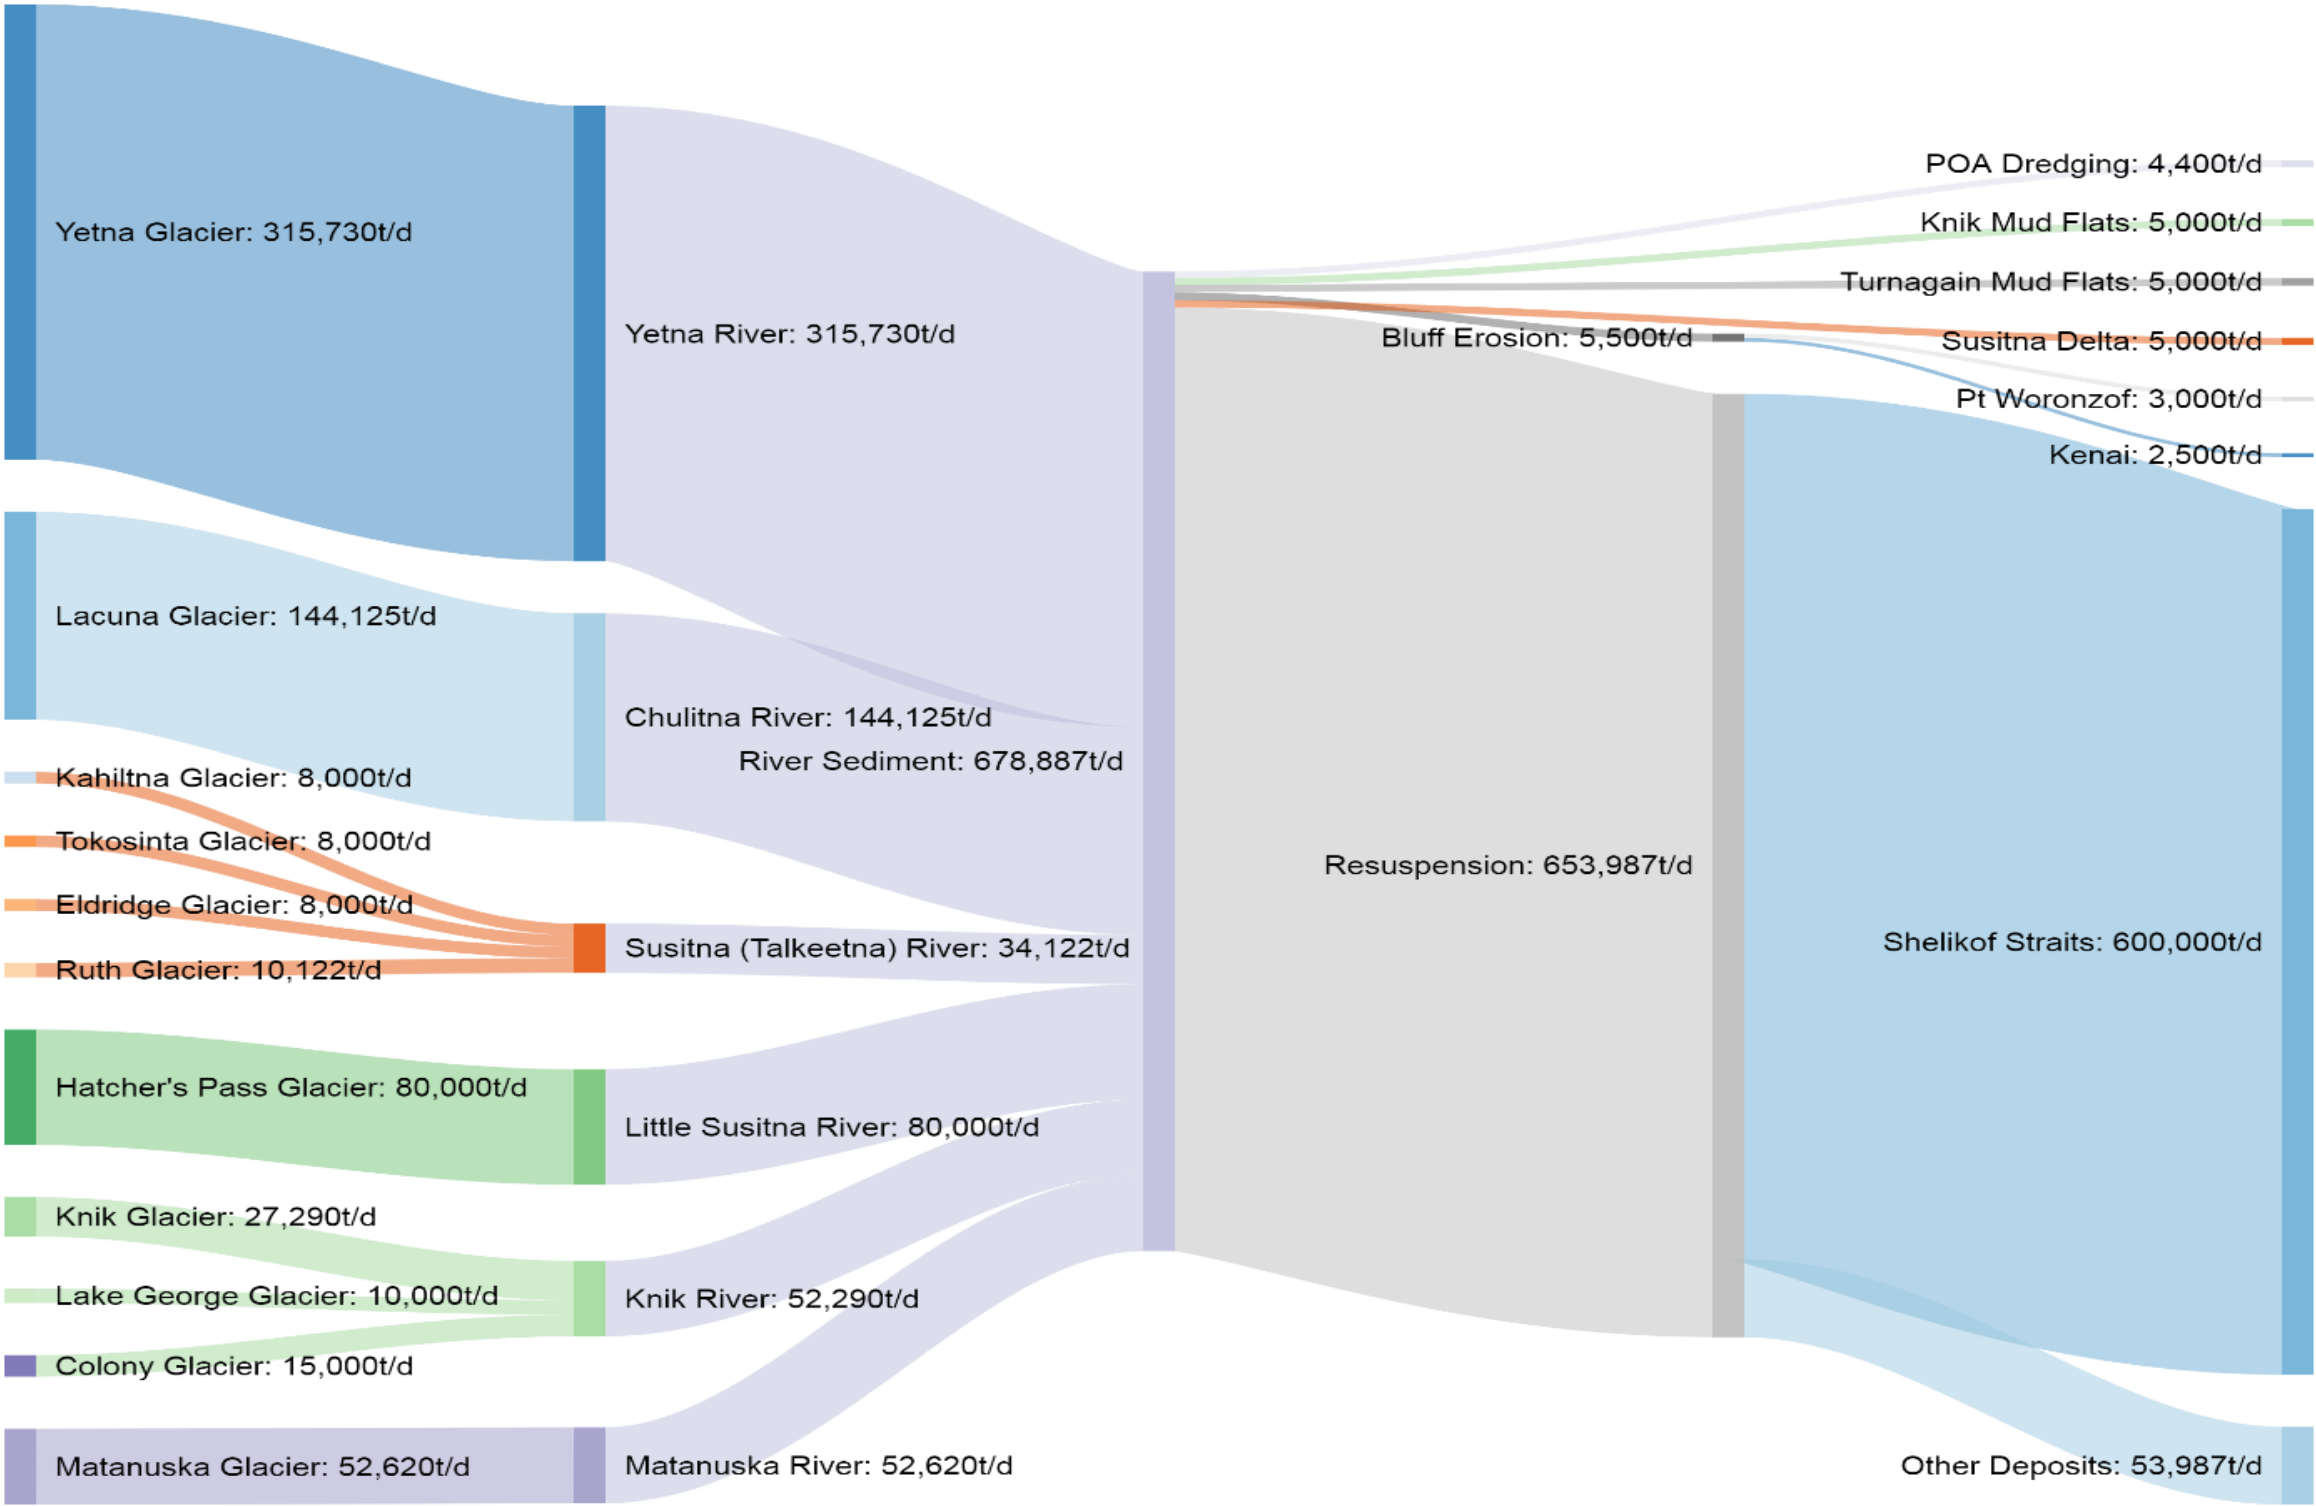 Yetna Glacier: 315,730t/d
Lacuna Glacier: 144,125t/d
Kahiltna Glacier: 8,000t/d
Tokosinta Glacier: 8,000t/d
Eldridge Glacier: 8,000t/d
Ruth Glacier: 10,122t/d
Hatcher's Pass Glacier: 80,000t/d
Knik Glacier: 27,290t/d
Lake George Glacier: 10,000t/d
Colony Glacier: 15,000t/d
Matanuska Glacier: 52,620t/d
Yetna River: 315,730t/d
Chulitna River: 144,125t/d
Susitna (Talkeetna) River: 34,122t/d
Little Susitna River: 80,000t/d
Knik River: 52,290t/d
Matanuska River: 52,620t/d
River Sediment: 678,887t/d
Bluff Erosion: 5,500t/d
Resuspension: 653,987t/d
POA Dredging: 4,400t/d
Knik Mud Flats: 5,000t/d
Turnagain Mud Flats: 5,000t/d
Susitna Delta: 5,000t/d
Pt Woronzof: 3,000t/d
Kenai: 2,500t/d
Shelikof Straits: 600,000t/d
Other Deposits: 53,987t/d